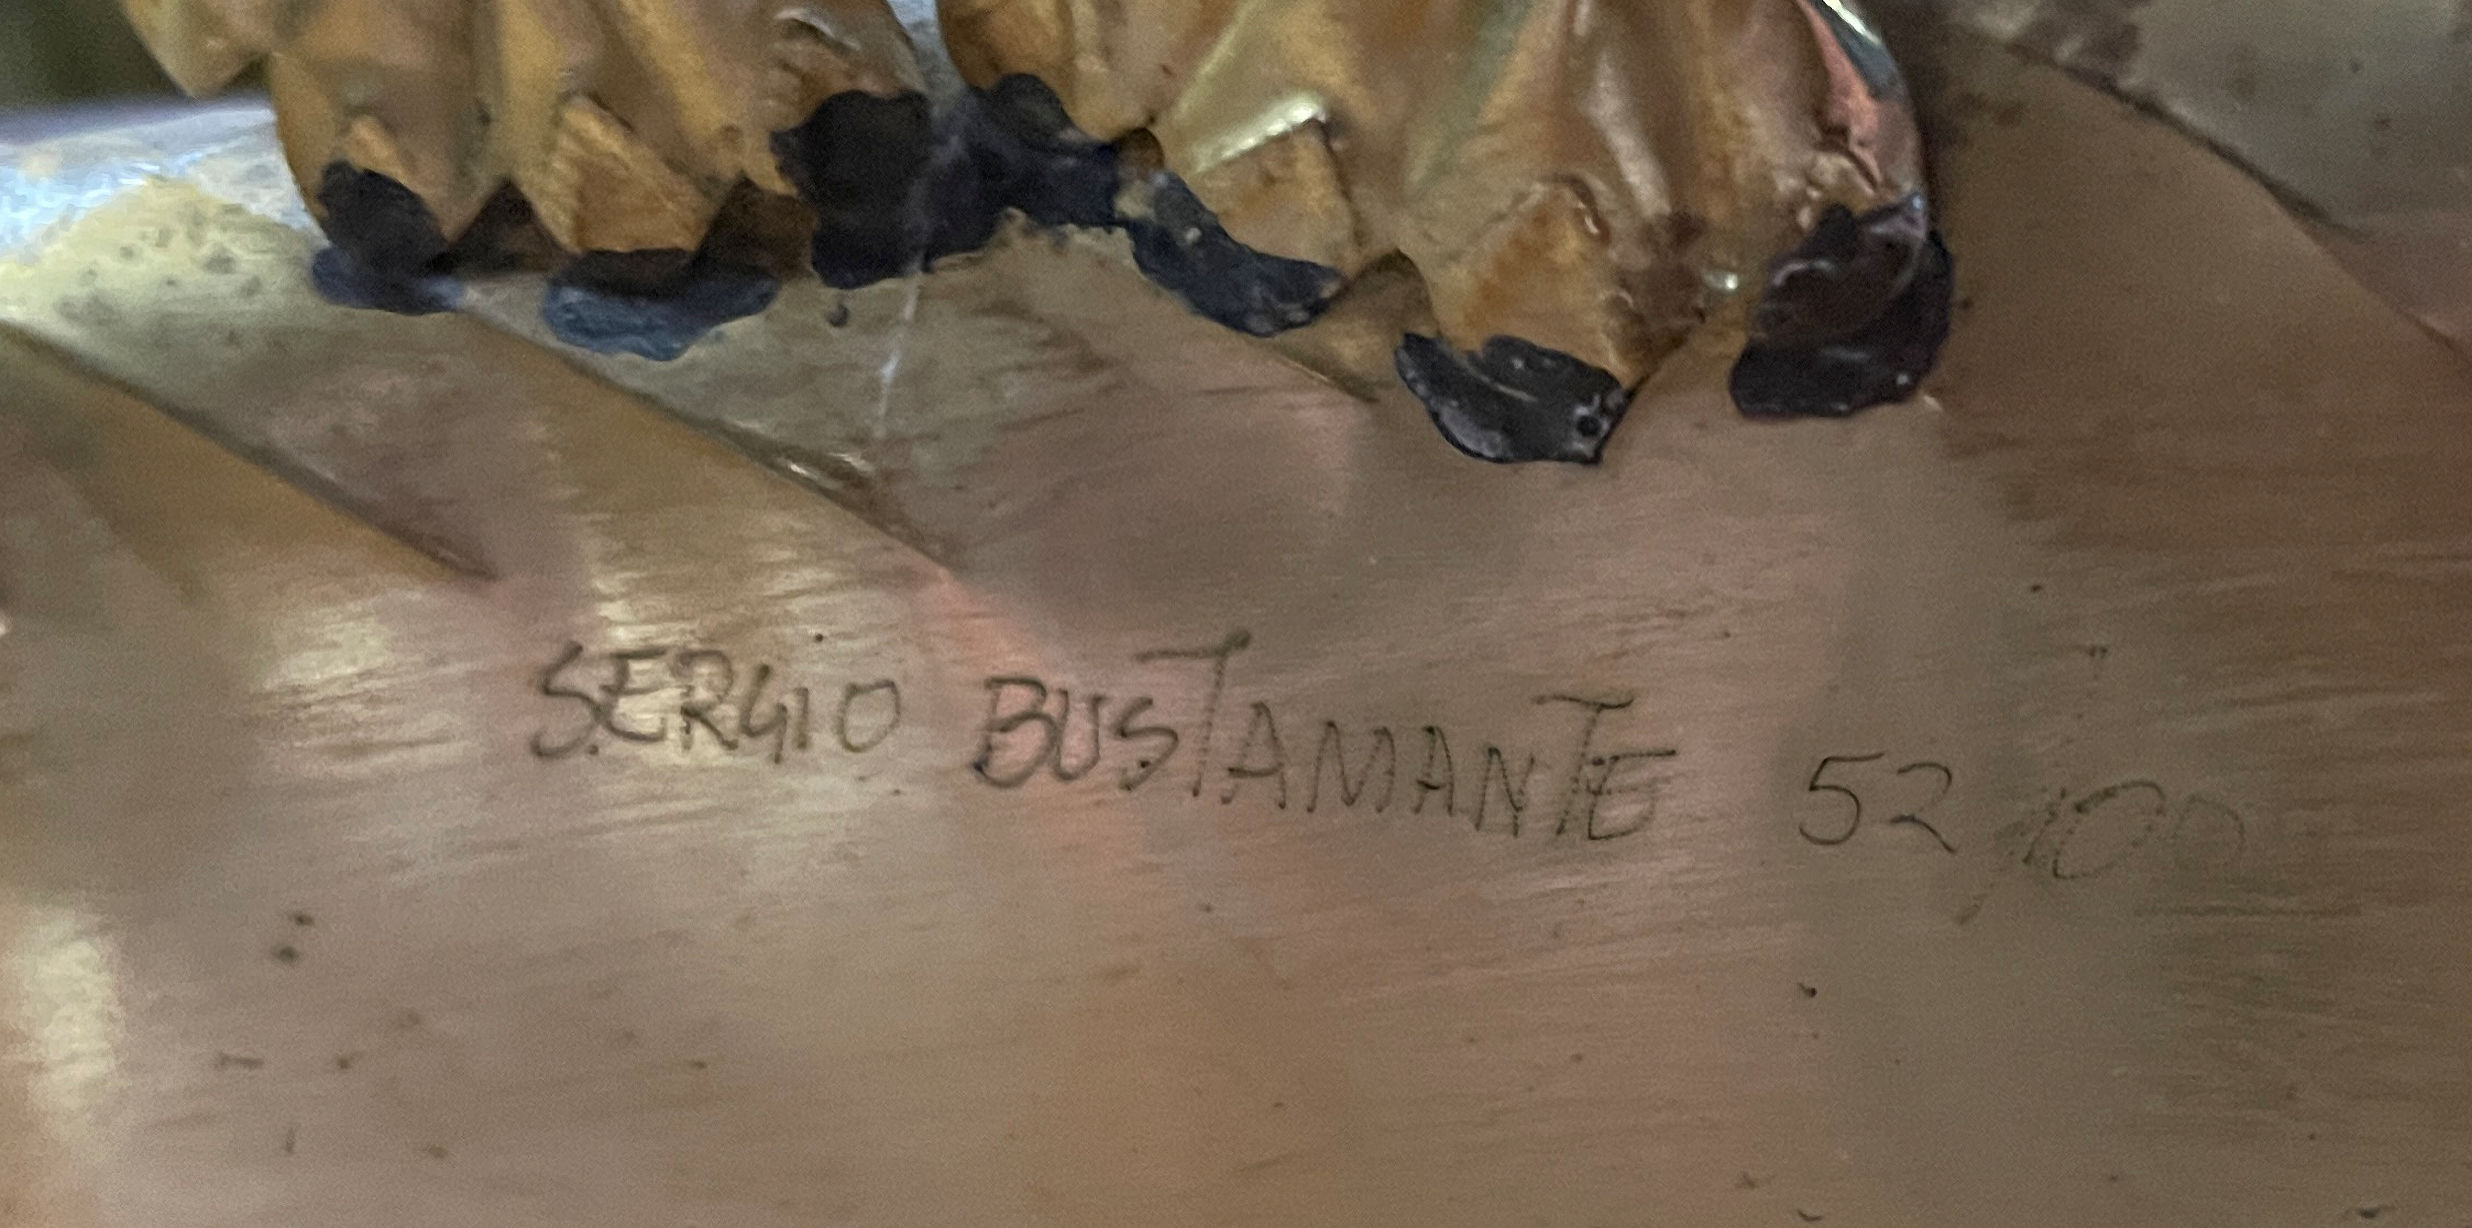 SERGIO BUSTAMANTE 52/100